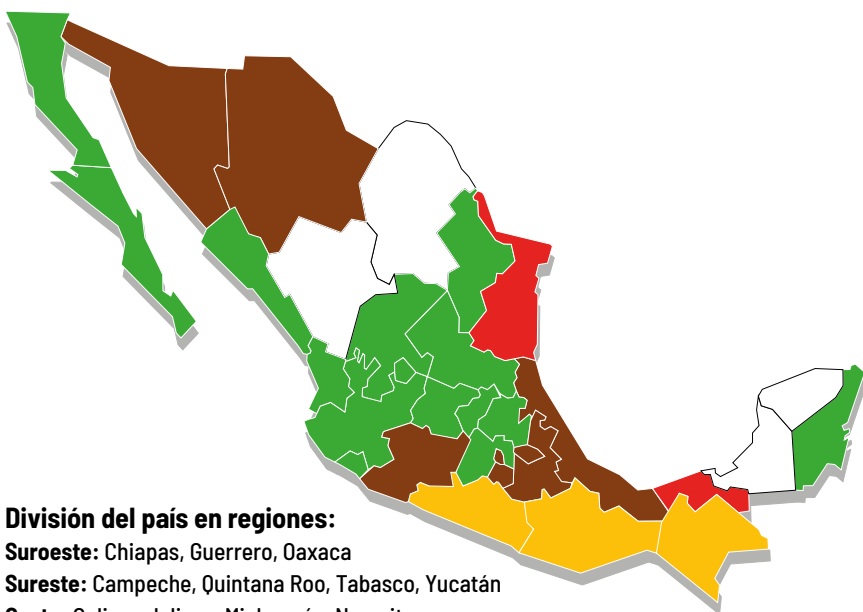 División del país en regiones:
Suroeste: Chiapas, Guerrero, Oaxaca
Sureste: Campeche, Quintana Roo, Tabasco, Yucatán